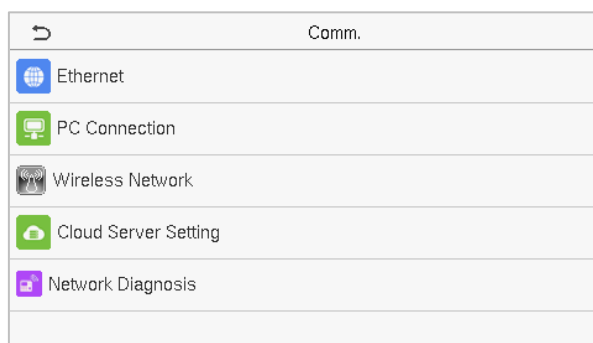 Comm.
Ethernet
PC Connection
Wireless Network
Cloud Server Setting
Network Diagnosis